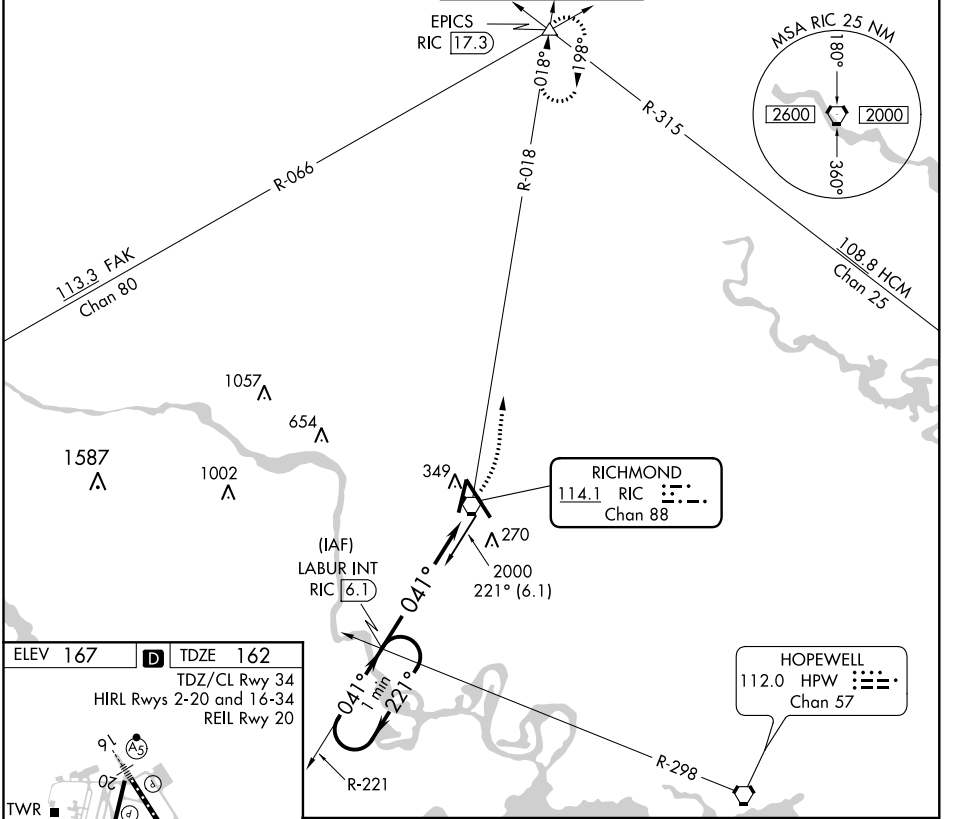 EPICS
RIC 17.3
018°
198°
MSA RIC 25 NM
180°
2600
2000
360°
R-066
R-018
R-315
113.3 FAK
Chan 80
108.8 HCM
Chan 25
1057
654
1587
1002
349
270
RICHMOND
114.1 RIC
Chan 88
(IAF)
LABUR INT
RIC 6.1
041°
2000
221° (6.1)
041°
1 min
221°
R-221
R-298
HOPEWELL
112.0 HPW
Chan 57
ELEV 167 D TDZE 162
TDZ/CL Rwy 34
HIRL Rwys 2-20 and 16-34
REIL Rwy 20
16
A5
20
P
P
TWR